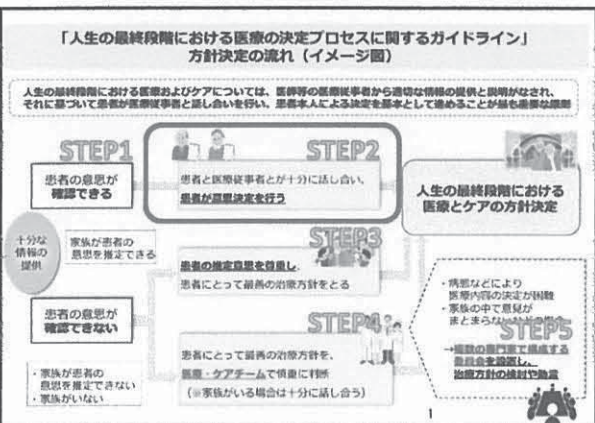 「人生の最終段階における医療の決定プロセスに関するガイドライン」
方針決定の流れ（イメージ図）
人生の最終段階における医療およびケアについては、医師等の医療従事者から適切な情報の提供と説明がなされ、
それに基づいて患者が医療従事者と話し合いを行い、患者本人による決定を基本として進めることが最も重要な原則
STEP1
患者の意思が
確認できる
STEP2
患者と医療従事者とが十分に話し合い、
患者が意思決定を行う
人生の最終段階における
医療とケアの方針決定
十分な
情報の
提供
家族が患者の
意思を推定できる
STEP3
患者の推定意思を尊重し、
患者にとって最善の治療方針をとる
患者の意思が
確認できない
・家族が患者の
意思を推定できない
・家族がいない
STEP4
患者にとって最善の治療方針を、
医療・ケアチームで慎重に判断
（※家族がいる場合は十分に話し合う）
・病態などにより
医療内容の決定が困難
・家族の中で意見が
まとまらない
STEP5
→複数の専門家で構成する
委員会を設置し、
治療方針の検討や助言
1